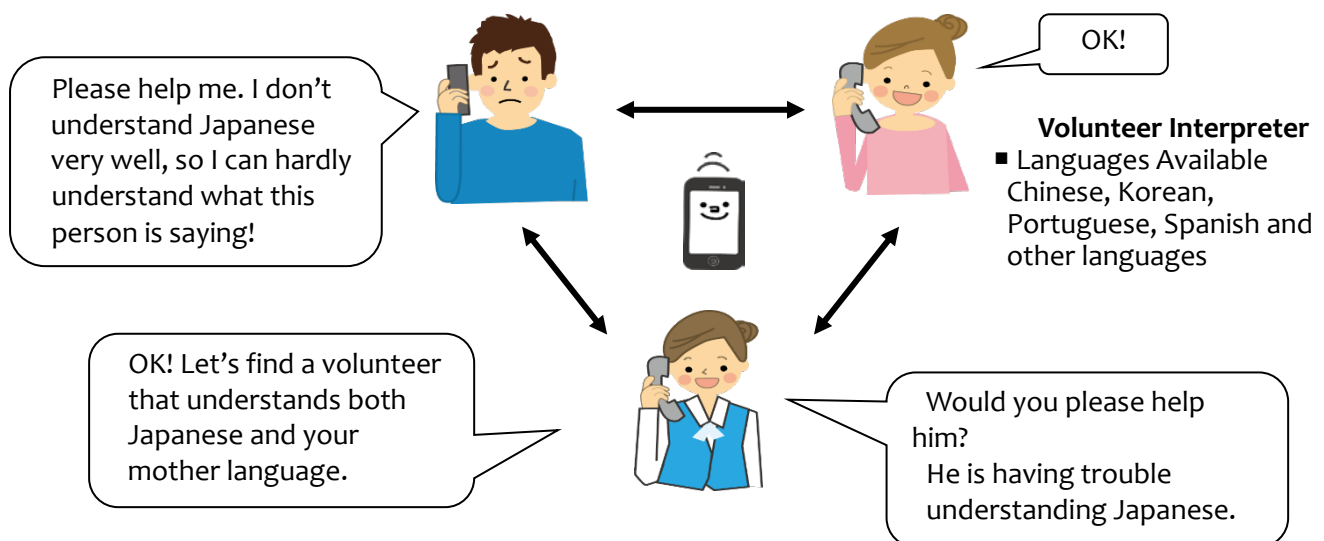 Please help me. I don’t
understand Japanese
very well, so I can hardly
understand what this
person is saying!
OK!
Volunteer Interpreter
■ Languages Available
Chinese, Korean,
Portuguese, Spanish and
other languages
OK! Let’s find a volunteer
that understands both
Japanese and your
mother language.
Would you please help
him?
He is having trouble
understanding Japanese.